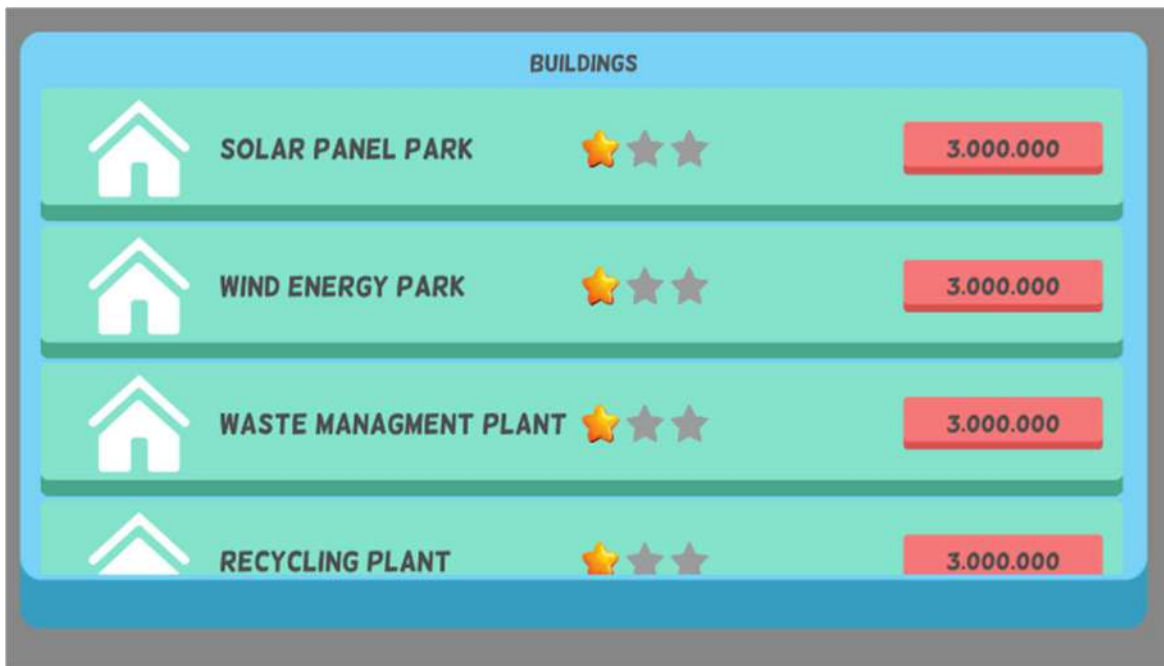 BUILDINGS
SOLAR PANEL PARK 3.000.000
WIND ENERGY PARK 3.000.000
WASTE MANAGMENT PLANT 3.000.000
RECYCLING PLANT 3.000.000